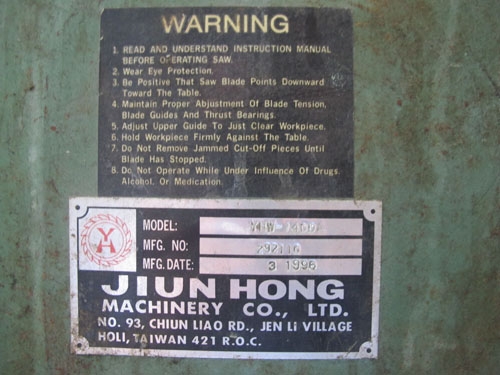 WARNING
1. READ AND UNDERSTAND INSTRUCTION MANUAL
BEFORE OPERATING SAW.
2. Wear Eye Protection.
3. Be Positive That Saw Blade Points Downward
Toward The Table.
4. Maintain Proper Abjustment Of Blade Tension,
Blade Guides And Thrust Bearings.
5. Adjust Upper Guide To Just Clear Workpiece.
6. Hold Workpiece Firmly Against The Table.
7. Do Not Remove Jammed Cut-Off Pieces Until
Blade Has Stopped.
8. Do Not Operate While Under Influence Of Drugs,
Alcohol, Or Medication.
MODEL:
MFG. NO:
MFG. DATE: 3 1996
JIUN HONG
MACHINERY CO., LTD.
NO. 93, CHIUN LIAO RD., JEN Li VILLAGE
HOLI, TAIWAN 421 R.O.C.